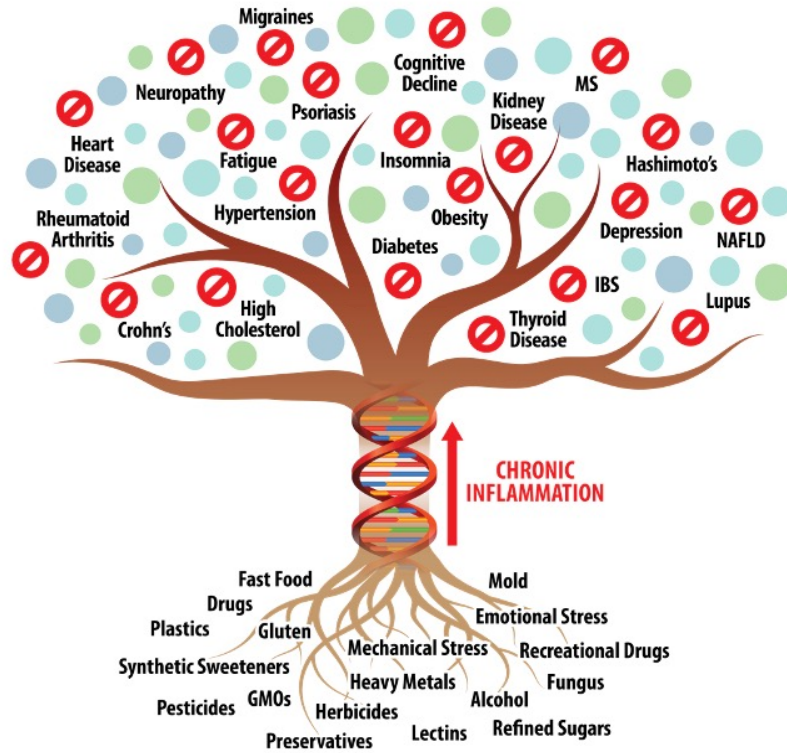 Migraines
Cognitive
Decline
MS
Neuropathy
Psoriasis
Kidney
Disease
Heart
Disease
Fatigue
Insomnia
Hashimoto's
Rheumatoid
Arthritis
Hypertension
Obesity
Depression
NAFLD
Diabetes
IBS
Crohn's
High
Cholesterol
Thyroid
Disease
Lupus
CHRONIC
INFLAMMATION
Fast Food
Mold
Drugs
Emotional Stress
Plastics
Gluten
Mechanical Stress
Recreational Drugs
Synthetic Sweeteners
Heavy Metals
Fungus
Pesticides
GMOs
Herbicides
Alcohol
Preservatives
Lectins
Refined Sugars